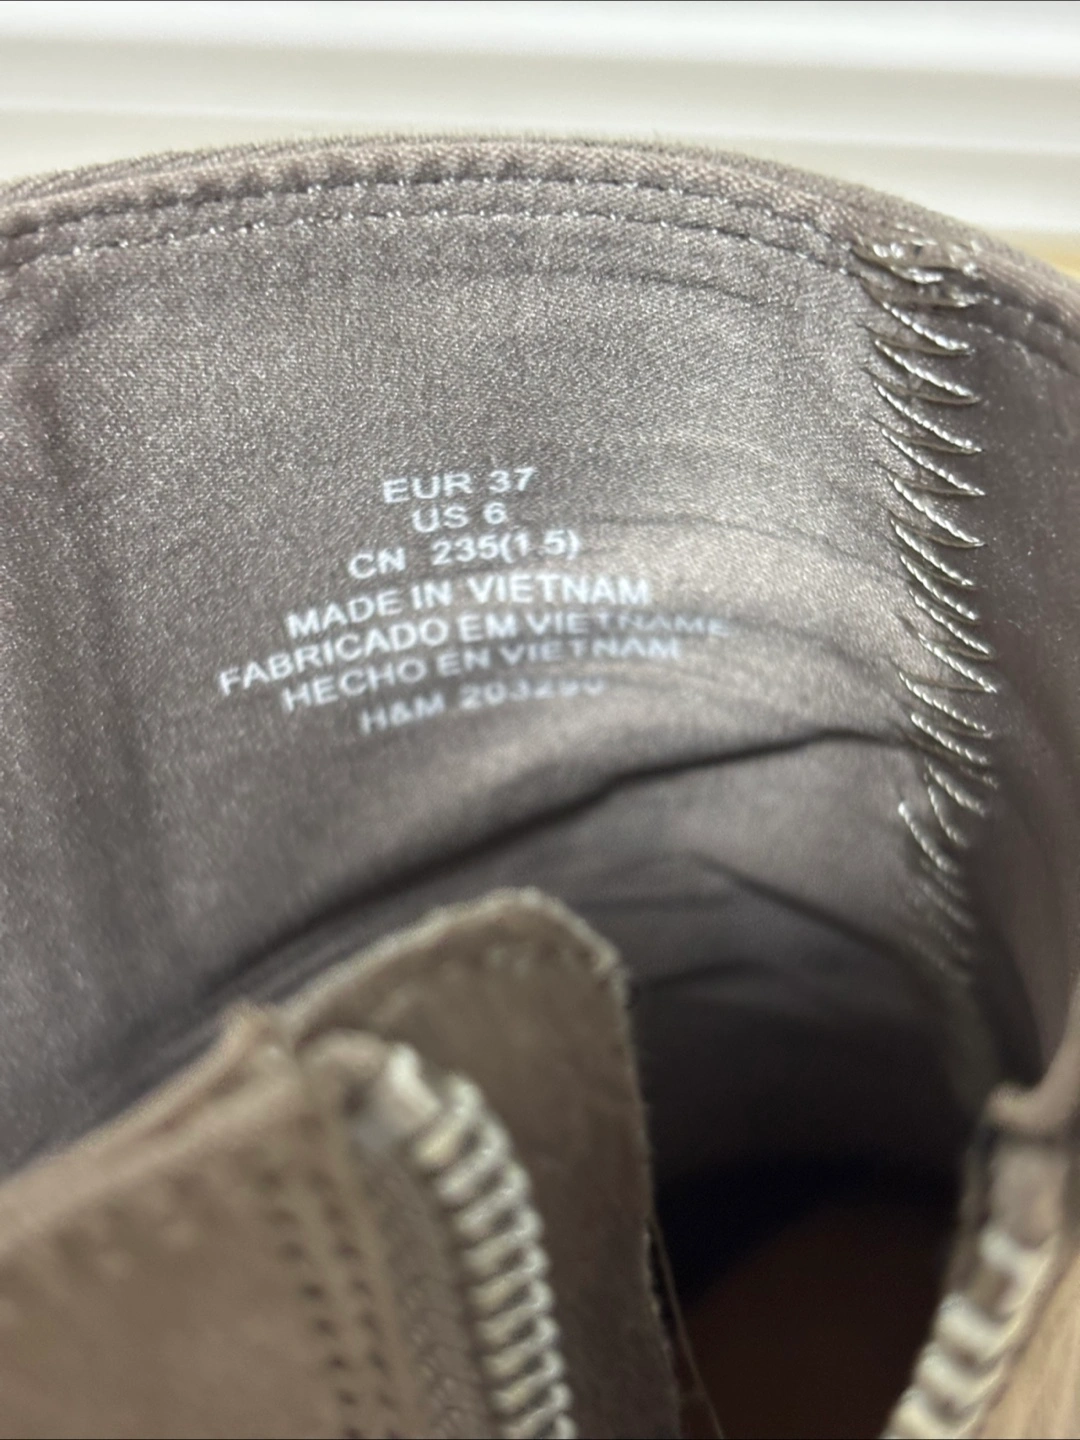 EUR 37
US 6
CN 235(1.5)
MADE IN VIETNAM
FABRICADO EM VIETNAME
HECHO EN VIETNAM
H&M